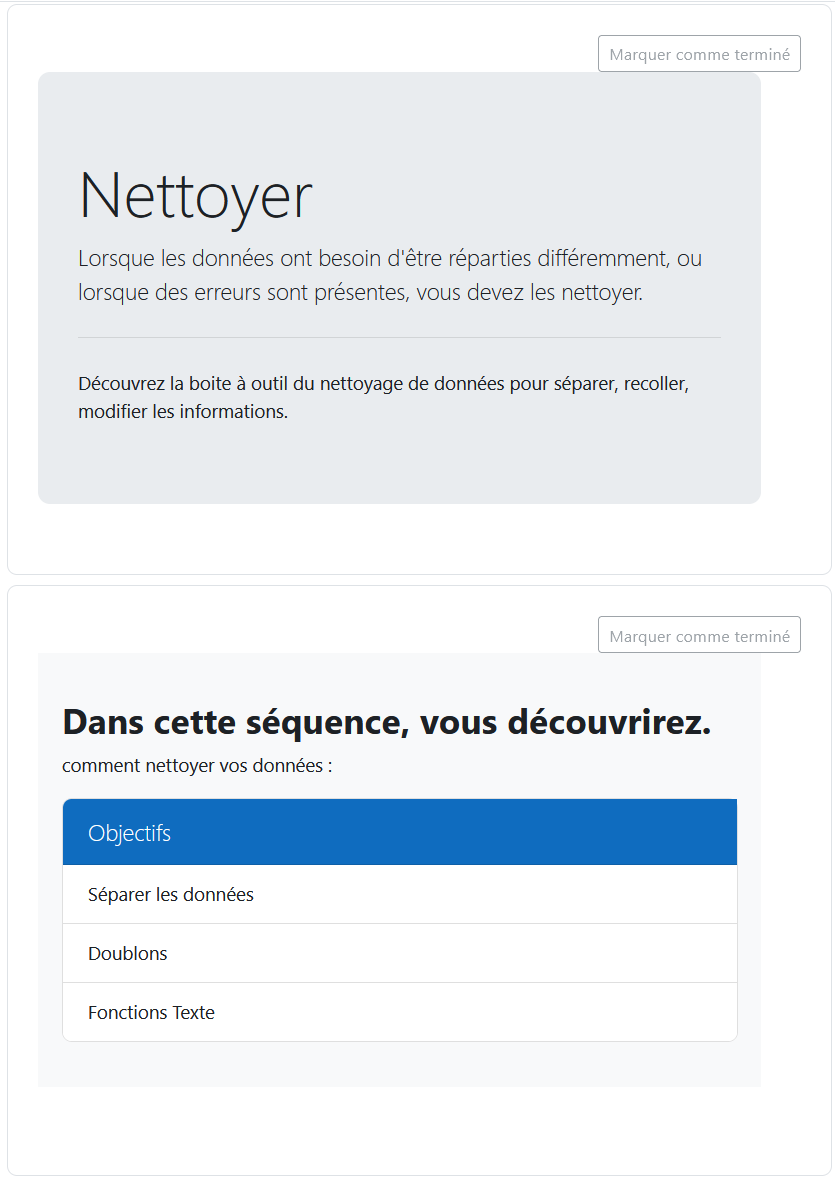 Marquer comme terminé
Nettoyer
Lorsque les données ont besoin d'être réparties différemment, ou
lorsque des erreurs sont présentes, vous devez les nettoyer.
Découvrez la boite à outil du nettoyage de données pour séparer, recoller,
modifier les informations.
Marquer comme terminé
Dans cette séquence, vous découvrirez.
comment nettoyer vos données :
Objectifs
Séparer les données
Doublons
Fonctions Texte